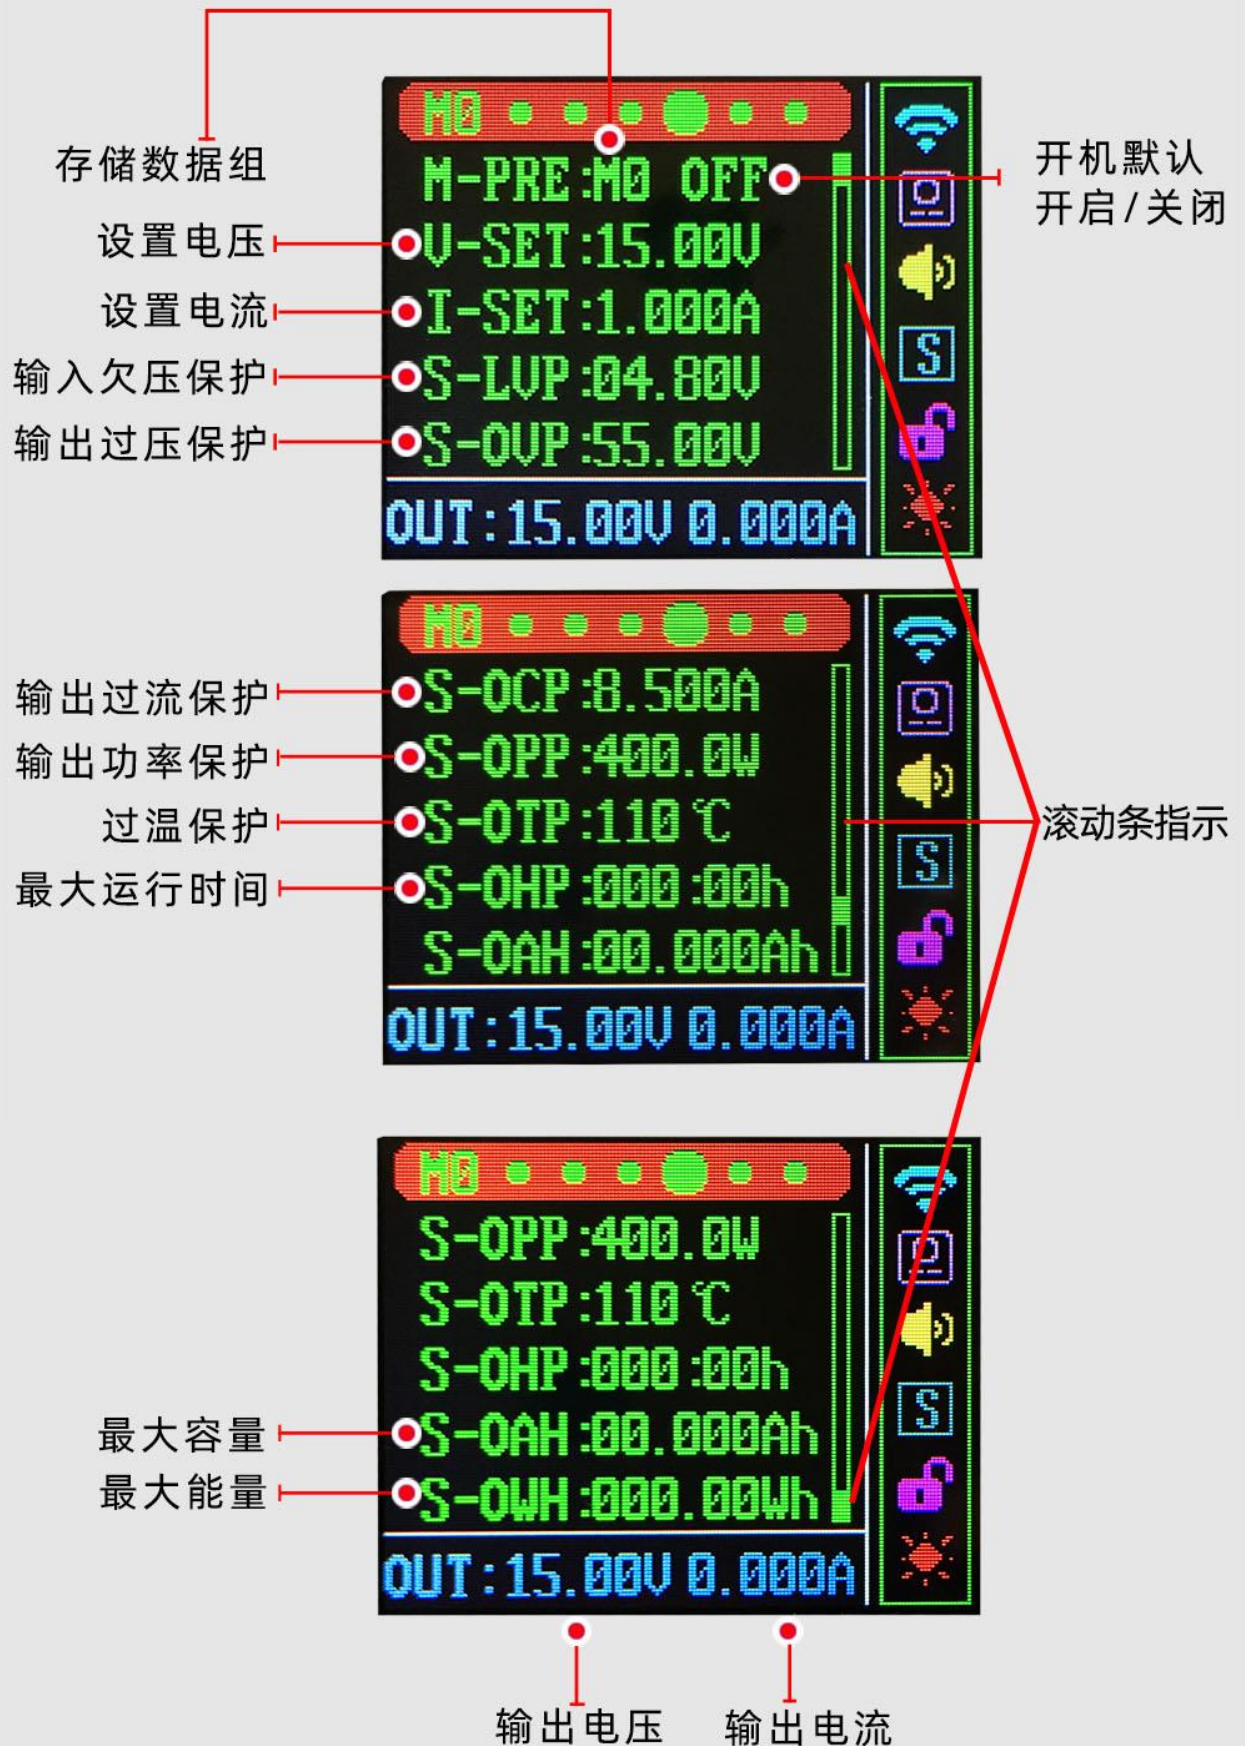 存储数据组
M0
M-PRE:M0 OFF
开机默认
开启/关闭
设置电压
V-SET:15.00V
设置电流
I-SET:1.000A
输入欠压保护
S-LVP:04.80V
输出过压保护
S-OVP:55.00V
S
OUT:15.00V 0.000A
M0
输出过流保护
S-OCP:8.500A
输出功率保护
S-OPP:400.0W
过温保护
S-OTP:110℃
滚动条指示
最大运行时间
S-OHP:000:00h
S-OAH:00.000Ah
S
OUT:15.00V 0.000A
M0
S-OPP:400.0W
S-OTP:110℃
S-OHP:000:00h
最大容量
S-OAH:00.000Ah
最大能量
S-OWH:000.00Wh
S
OUT:15.00V 0.000A
输出电压
输出电流